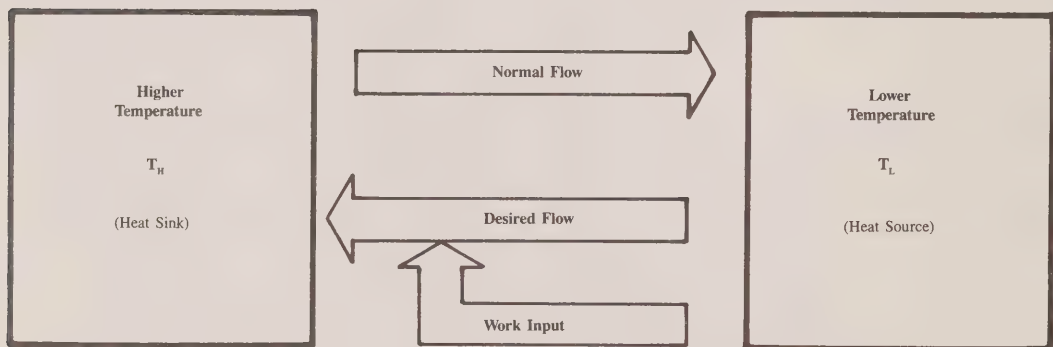 Higher
Temperature
T_H
(Heat Sink)
Normal Flow
Desired Flow
Work Input
Lower
Temperature
T_L
(Heat Source)